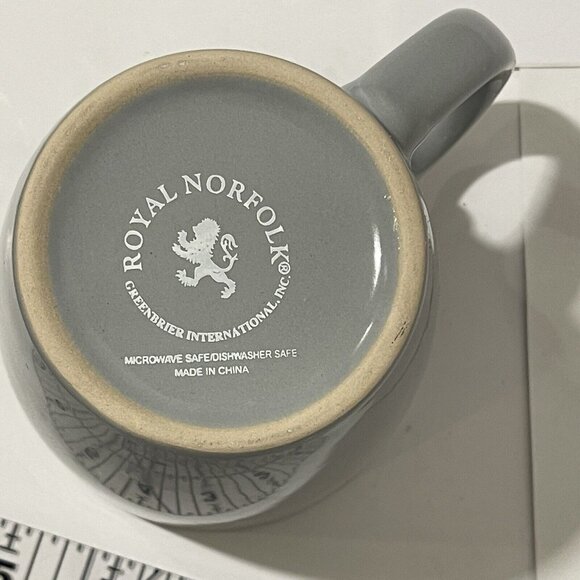 ROYAL NORFOLK®
GREENBRIER INTERNATIONAL, INC.
MICROWAVE SAFE/DISHWASHER SAFE
MADE IN CHINA